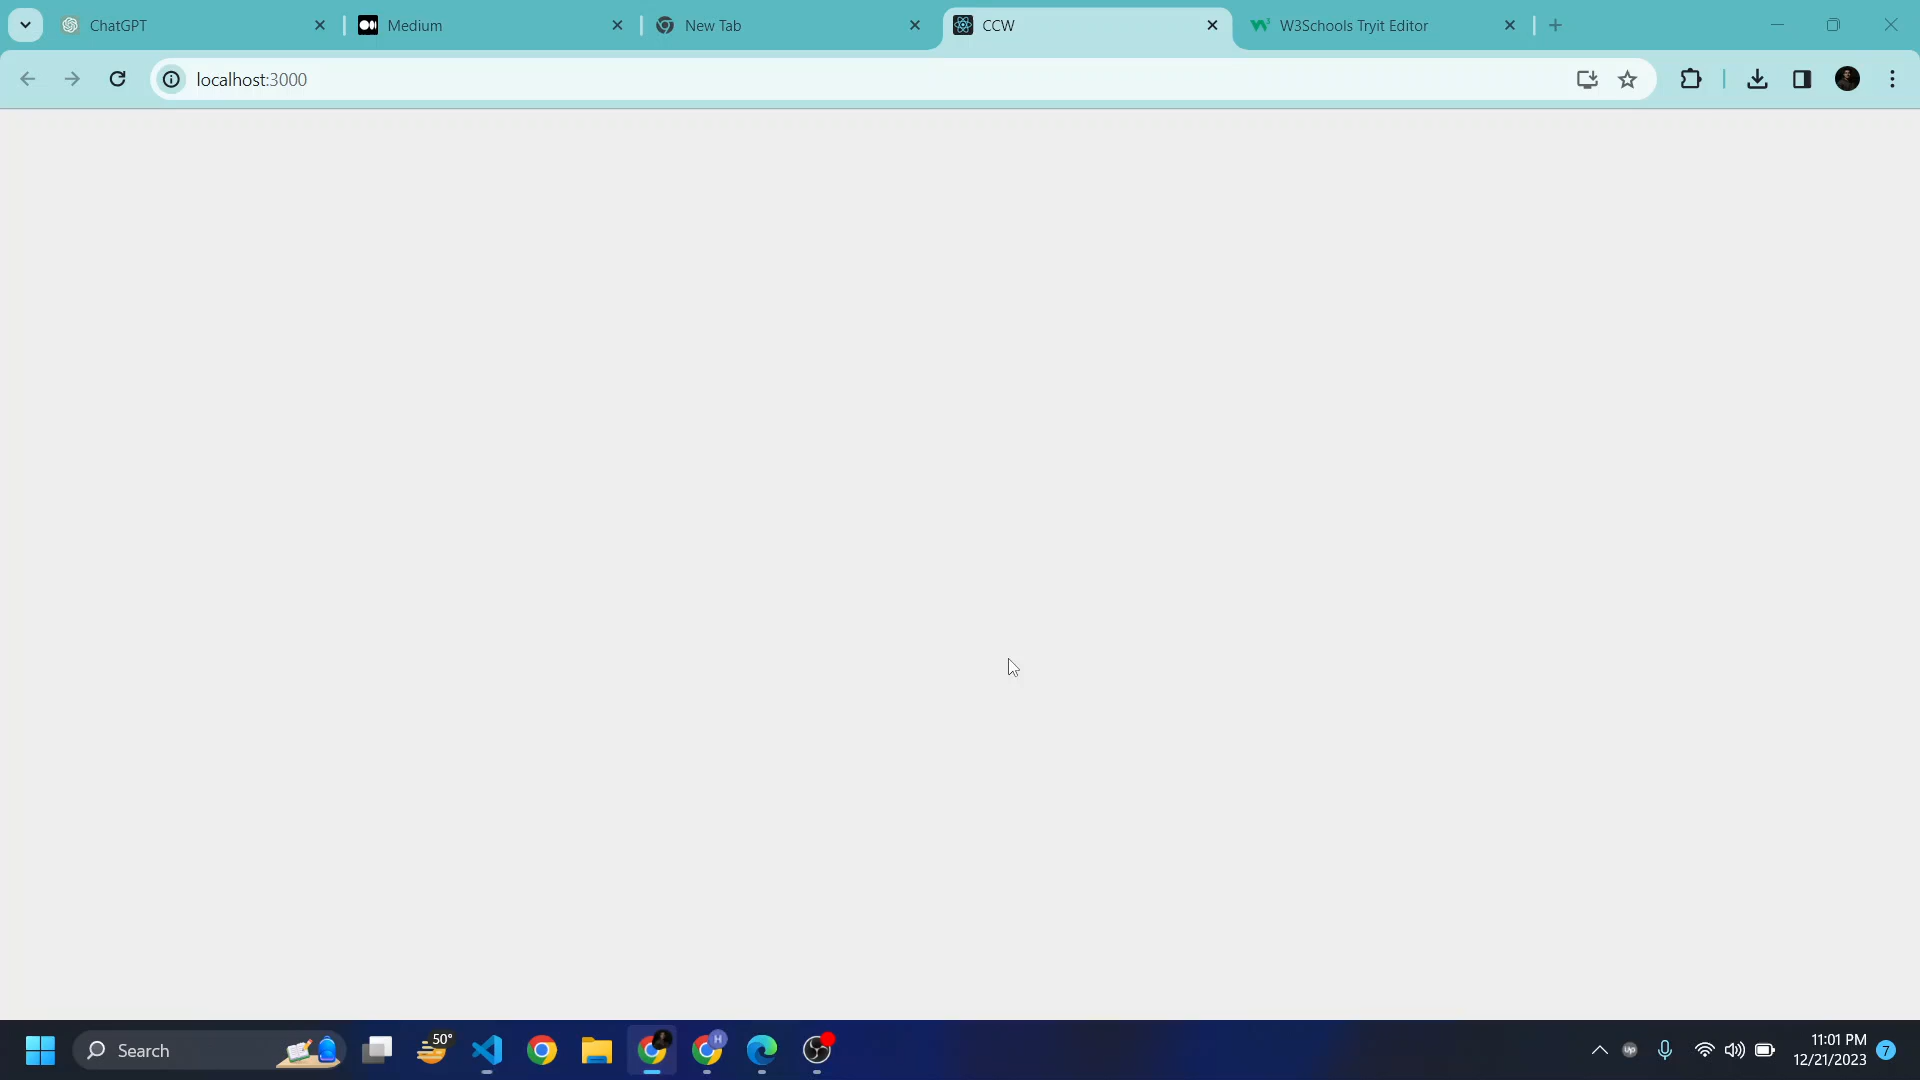 ChatGPT
Medium
New Tab
CCW
W3Schools Tryit Editor
localhost:3000
Search
50°
H
up
11:01 PM
12/21/2023
7